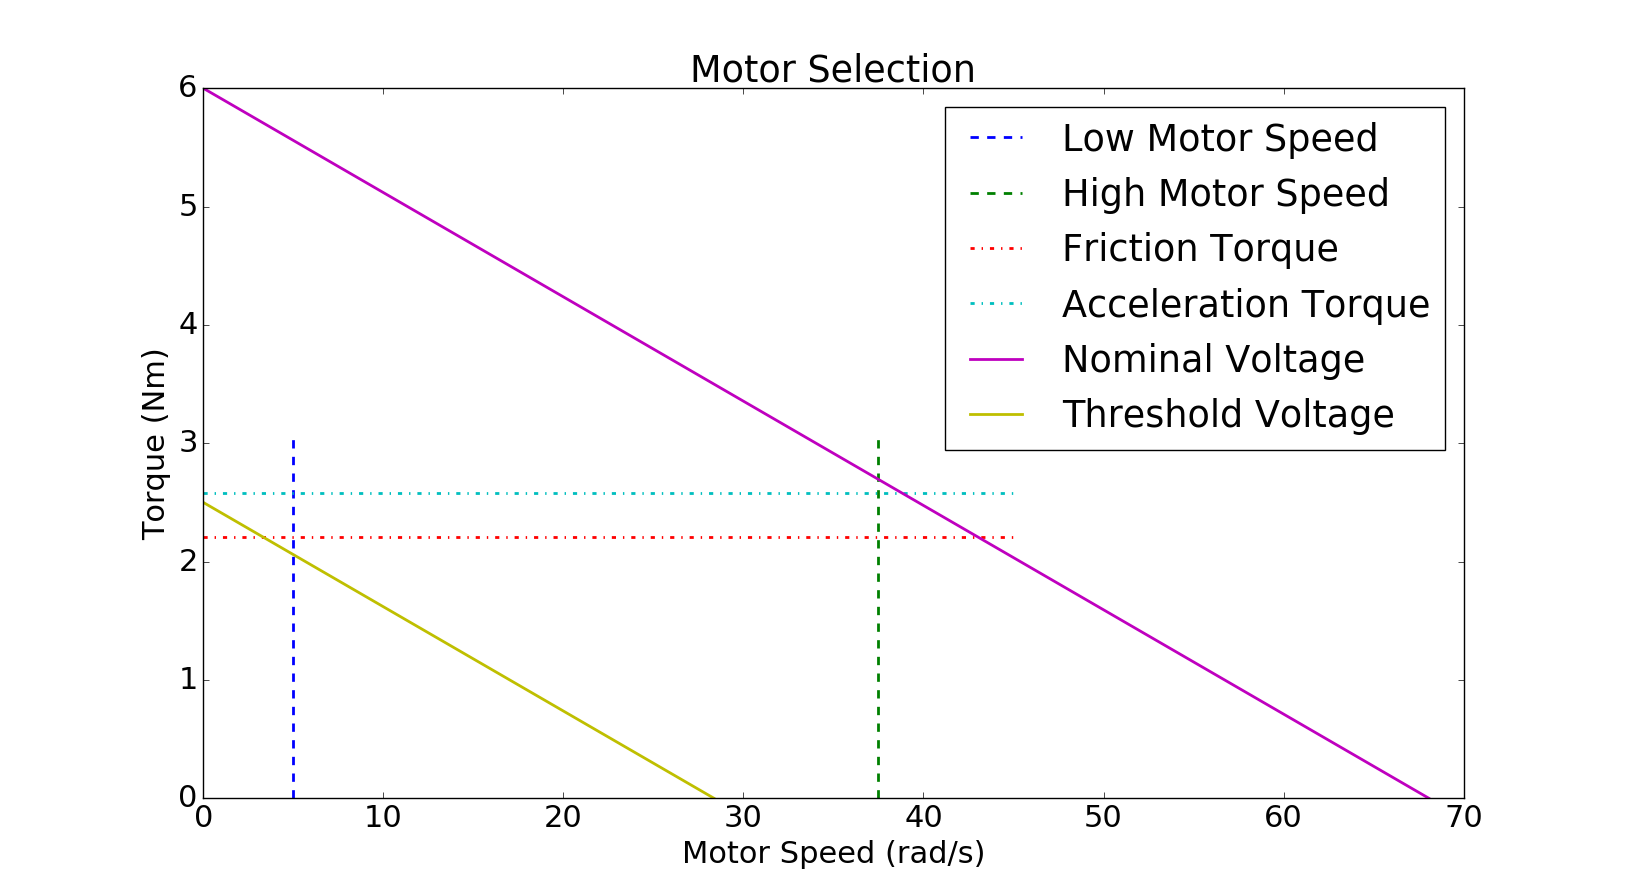 Motor Selection
6
5
4
3
2
1
0
Torque (Nm)
Low Motor Speed
High Motor Speed
Friction Torque
Acceleration Torque
Nominal Voltage
Threshold Voltage
0 10 20 30 40 50 60 70
Motor Speed (rad/s)